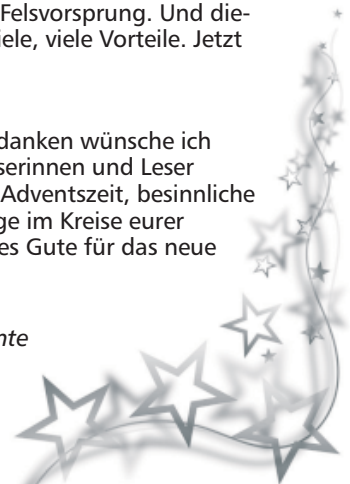 Felsvorsprung. Und die-
iele, viele Vorteile. Jetzt
danken wünsche ich
serinnen und Leser
Adventszeit, besinnliche
ge im Kreise eurer
es Gute für das neue
nte